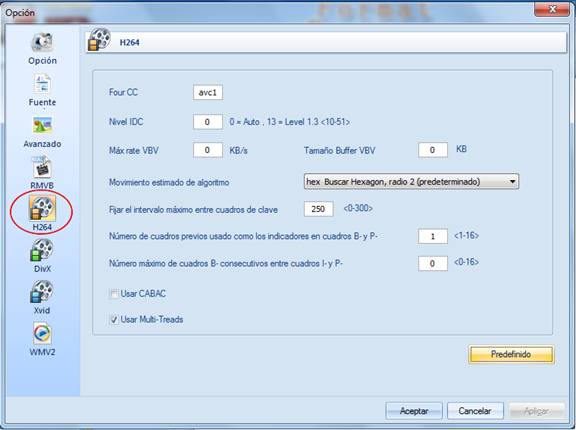 Format
Opción
Opción
Fuente
Avanzado
RMVB
H264
DivX
Xvid
WMV2
H264
Four CC avc1
Nivel IDC 0 0 = Auto , 13 = Level 1.3 <10-51>
Máx rate VBV 0 KB/s Tamaño Buffer VBV 0 KB
Movimiento estimado de algoritmo hex Buscar Hexagon, radio 2 (predeterminado)
Fijar el intervalo máximo entre cuadros de clave 250 <0-300>
Número de cuadros previos usado como los indicadores en cuadros B- y P- 1 <1-16>
Número máximo de cuadros B- consecutivos entre cuadros I- y P- 0 <0-16>
Usar CABAC
Usar Multi-Treads
Predefinido
Aceptar Cancelar Aplicar